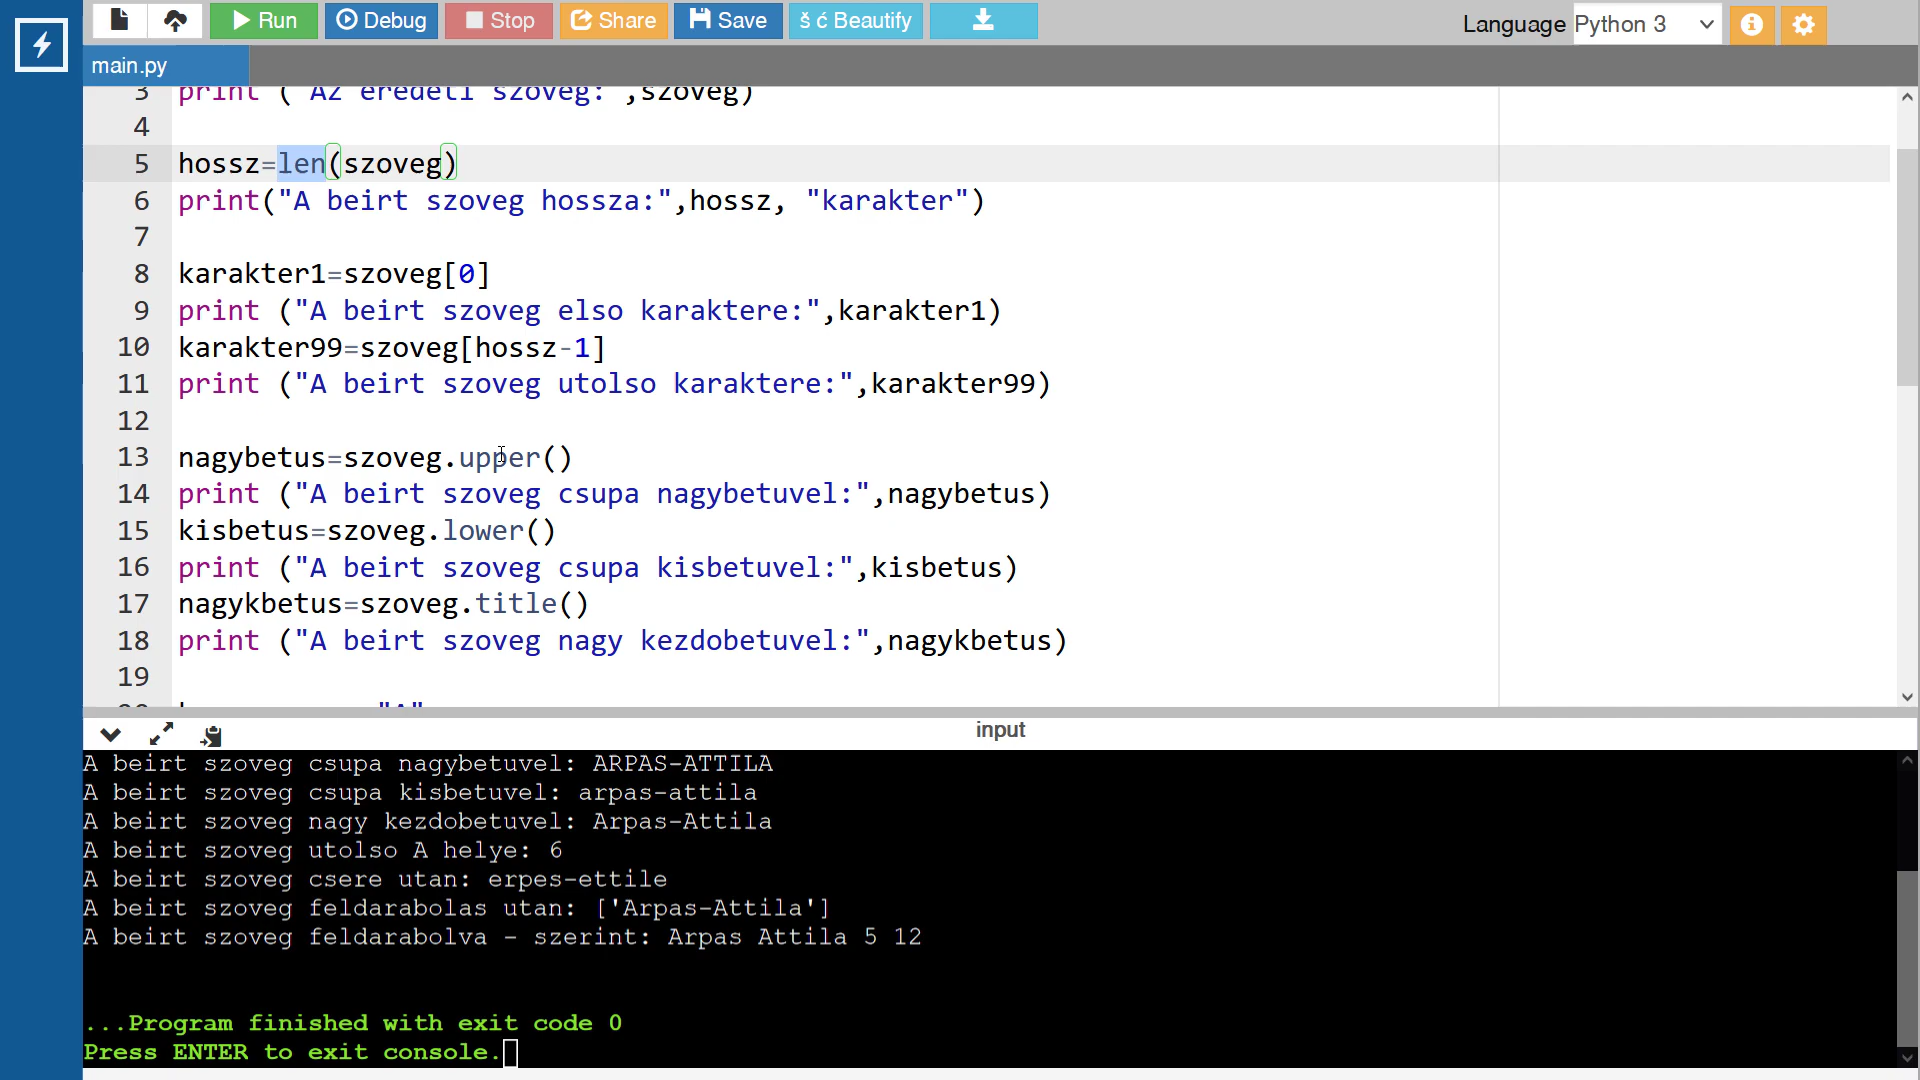 Run Debug Stop Share Save Beautify Language Python 3
main.py
3 print ( Az eredeti szoveg: ,szoveg)
4
5 hossz=len(szoveg)
6 print("A beirt szoveg hossza:",hossz, "karakter")
7
8 karakter1=szoveg[0]
9 print ("A beirt szoveg elso karaktere:",karakter1)
10 karakter99=szoveg[hossz-1]
11 print ("A beirt szoveg utolso karaktere:",karakter99)
12
13 nagybetus=szoveg.upper()
14 print ("A beirt szoveg csupa nagybetuvel:",nagybetus)
15 kisbetus=szoveg.lower()
16 print ("A beirt szoveg csupa kisbetuvel:",kisbetus)
17 nagykbetus=szoveg.title()
18 print ("A beirt szoveg nagy kezdobetuvel:",nagykbetus)
19
input
A beirt szoveg csupa nagybetuvel: ARPAS-ATTILA
A beirt szoveg csupa kisbetuvel: arpas-attila
A beirt szoveg nagy kezdobetuvel: Arpas-Attila
A beirt szoveg utolso A helye: 6
A beirt szoveg csere utan: erpes-ettile
A beirt szoveg feldarabolas utan: ['Arpas-Attila']
A beirt szoveg feldarabolva - szerint: Arpas Attila 5 12
...Program finished with exit code 0
Press ENTER to exit console.